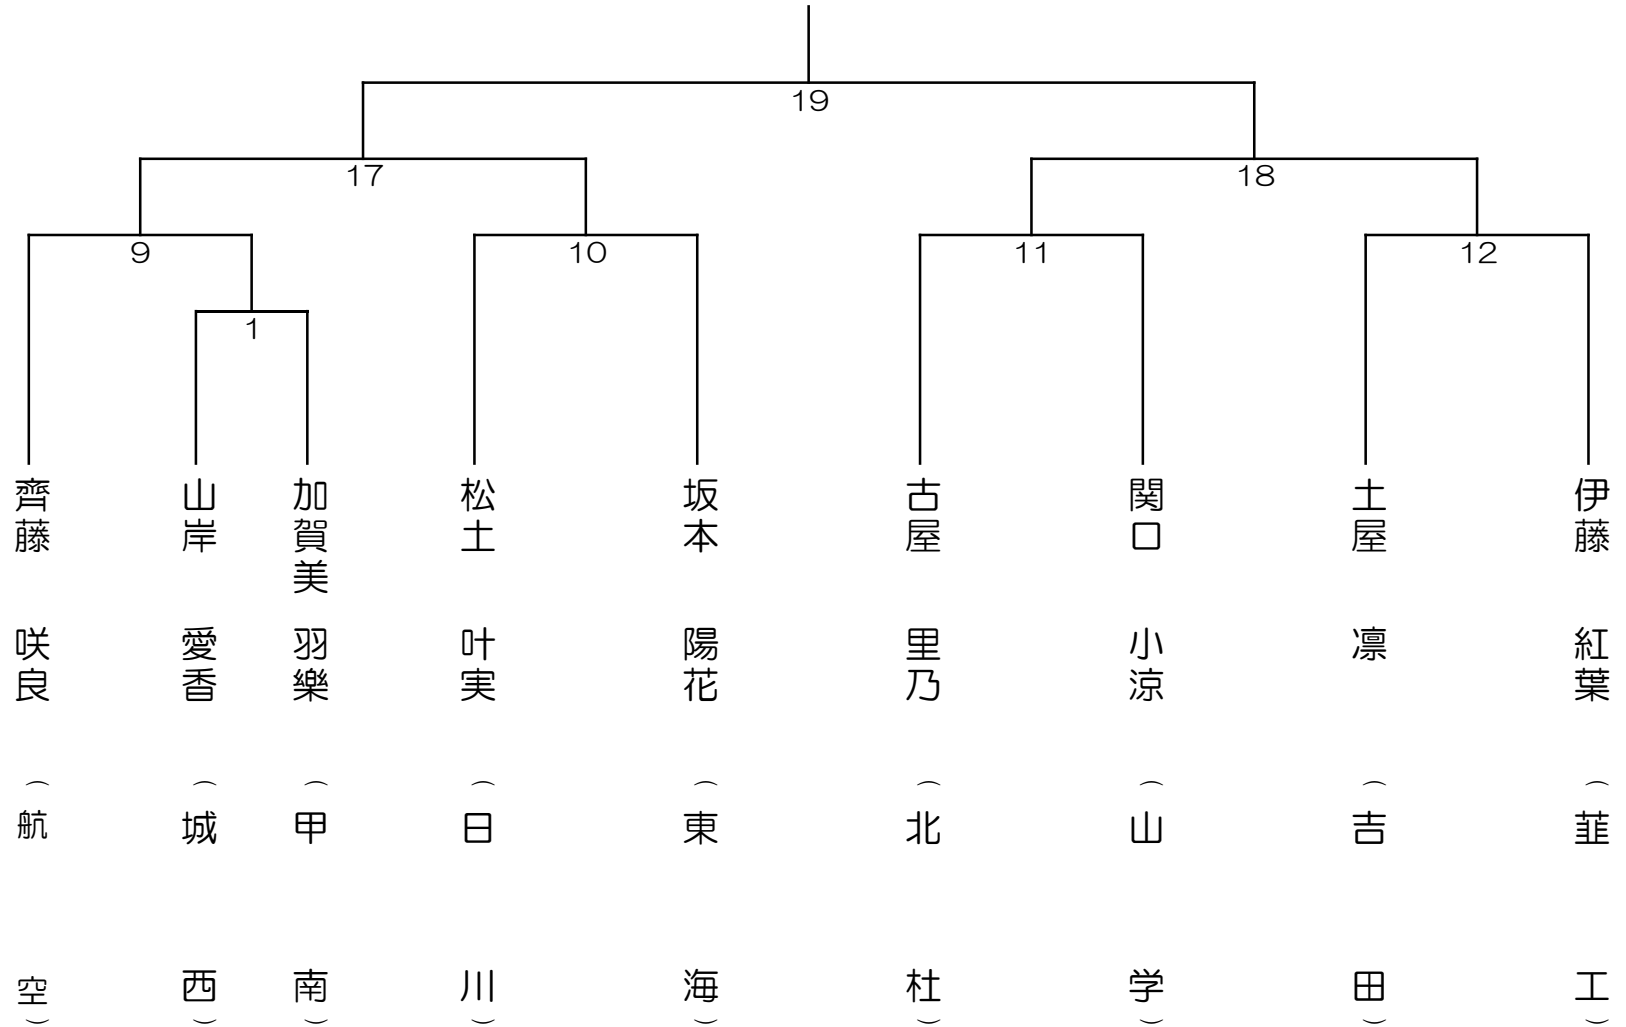 19
17
18
9
10
11
12
1
齊藤 咲良 （航空）
山岸 愛香 （城西）
加賀美 羽樂 （甲南）
松土 叶実 （日川）
坂本 陽花 （東海）
古屋 里乃 （北杜）
関口 小涼 （山学）
土屋 凛 （吉田）
伊藤 紅葉 （韮工）